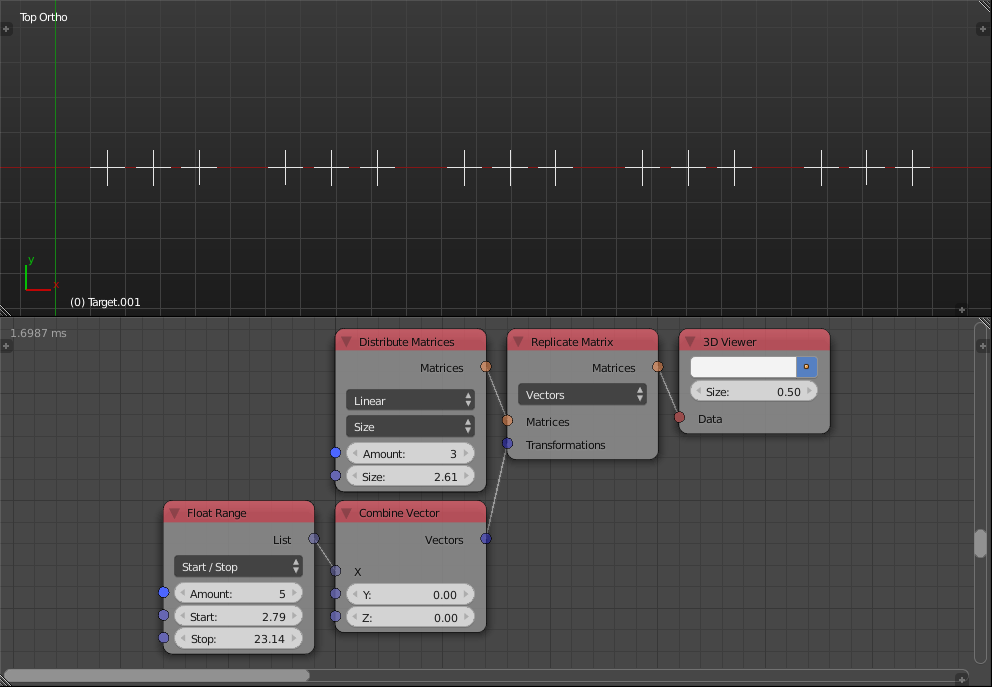 Top Ortho
y
x
(0) Target.001
1.6987 ms
Distribute Matrices
Matrices
Linear
Size
Amount: 3
Size: 2.61
Replicate Matrix
Matrices
Vectors
Matrices
Transformations
3D Viewer
Size: 0.50
Data
Float Range
List
Start / Stop
Amount: 5
Start: 2.79
Stop: 23.14
Combine Vector
Vectors
X
Y: 0.00
Z: 0.00